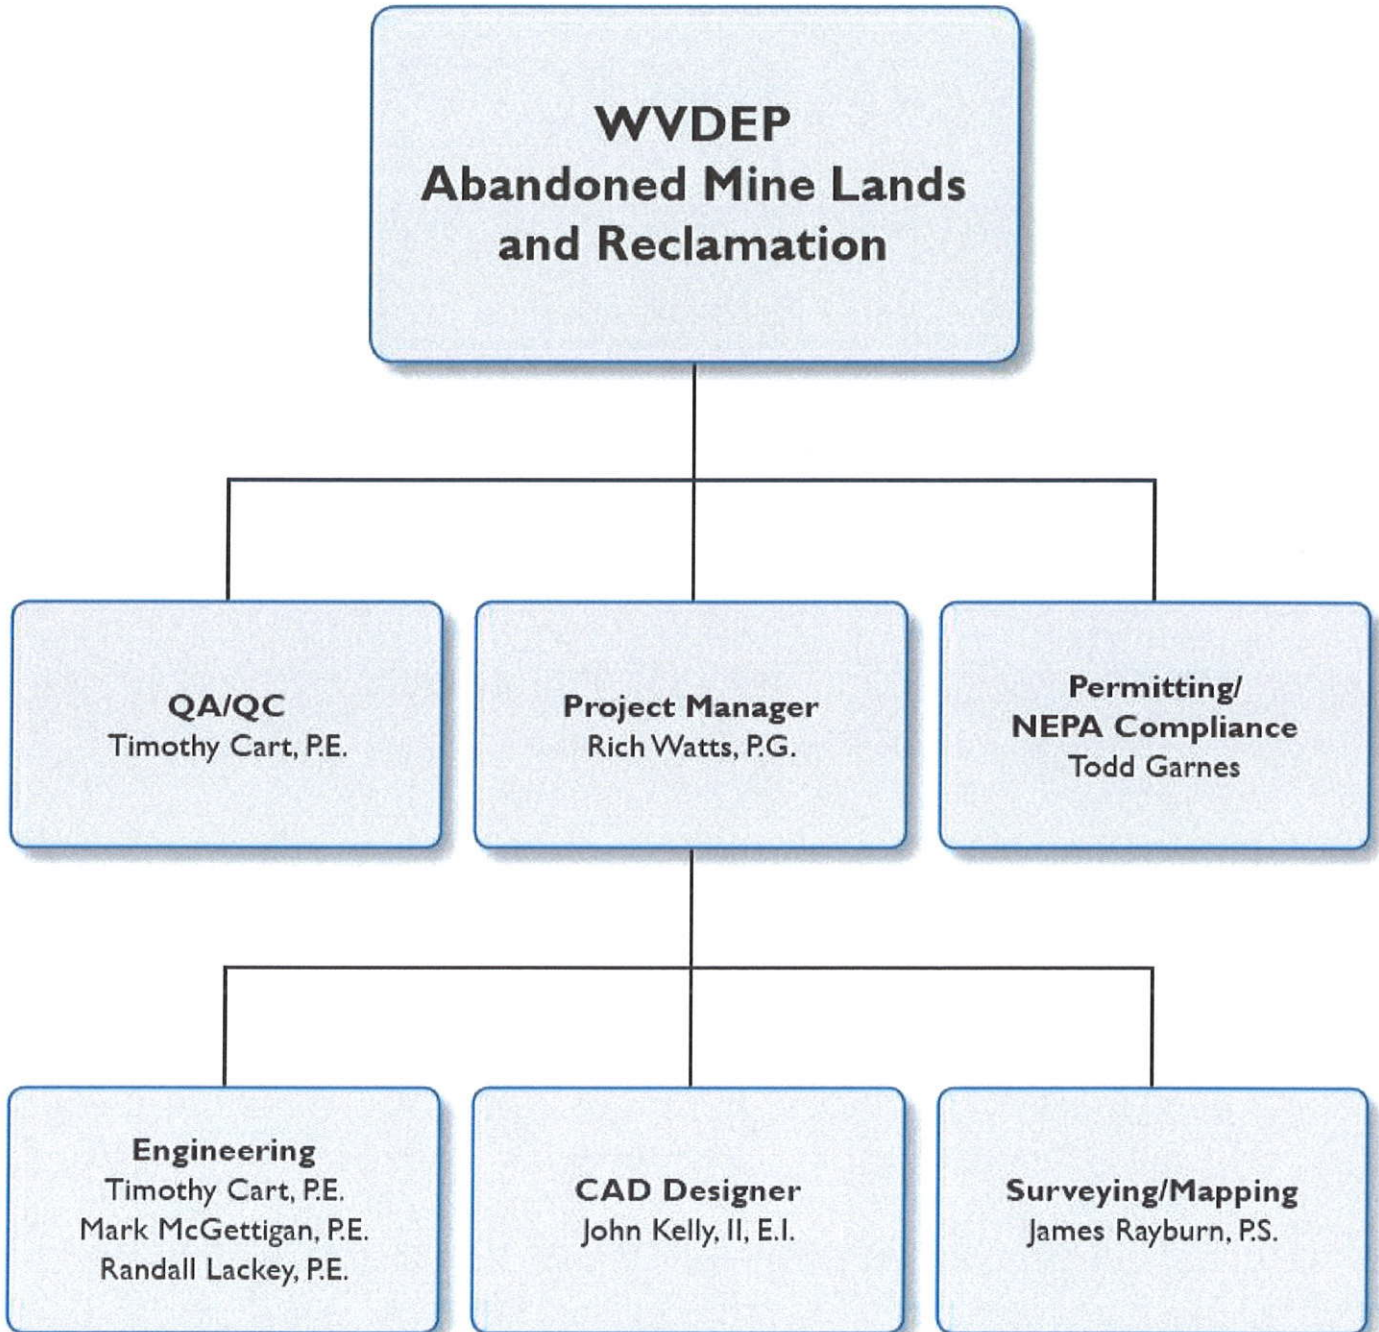 WVDEP
Abandoned Mine Lands
and Reclamation
QA/QC
Timothy Cart, P.E.
Project Manager
Rich Watts, P.G.
Permitting/
NEPA Compliance
Todd Garnes
Engineering
Timothy Cart, P.E.
Mark McGettigan, P.E.
Randall Lackey, P.E.
CAD Designer
John Kelly, II, E.I.
Surveying/Mapping
James Rayburn, P.S.